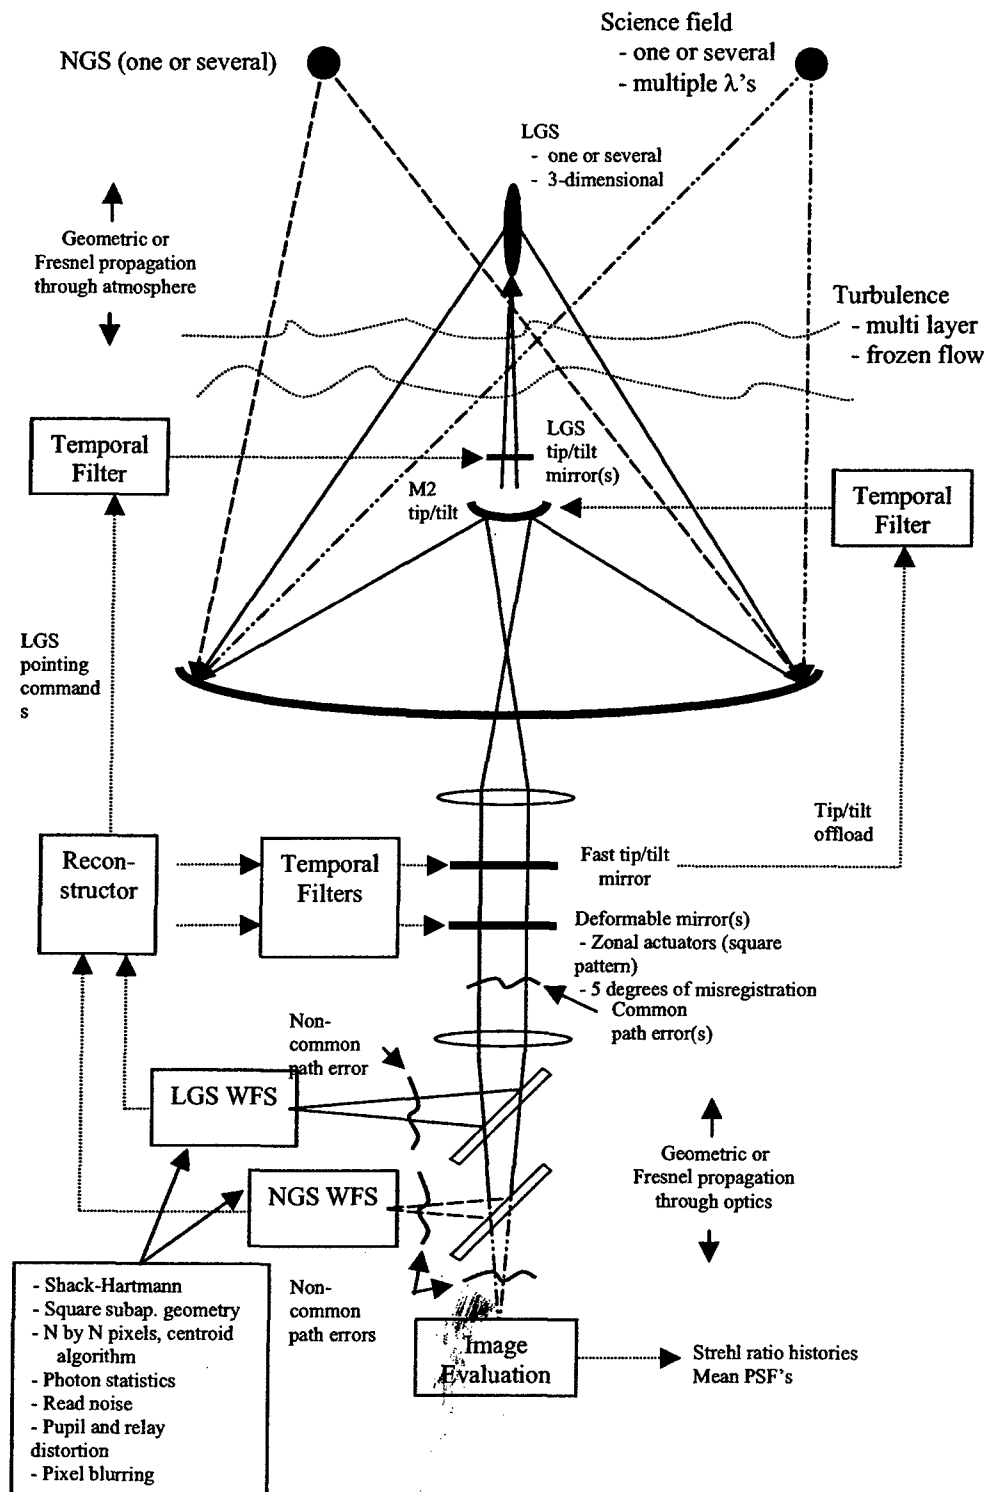 Science field
- one or several
- multiple λ's
NGS (one or several)
LGS
- one or several
- 3-dimensional
Geometric or
Fresnel propagation
through atmosphere
Turbulence
- multi layer
- frozen flow
Temporal
Filter
LGS
tip/tilt
mirror(s)
M2
tip/tilt
Temporal
Filter
LGS
pointing
command
s
Tip/tilt
offload
Recon-
structor
Temporal
Filters
Fast tip/tilt
mirror
Deformable mirror(s)
- Zonal actuators (square
pattern)
- 5 degrees of misregistration
Common
path error(s)
Non-
common
path error
LGS WFS
Geometric or
Fresnel propagation
through optics
NGS WFS
- Shack-Hartmann
- Square subap. geometry
- N by N pixels, centroid
algorithm
- Photon statistics
- Read noise
- Pupil and relay
distortion
- Pixel blurring
Non-
common
path errors
Image
Evaluation
Strehl ratio histories
Mean PSF's